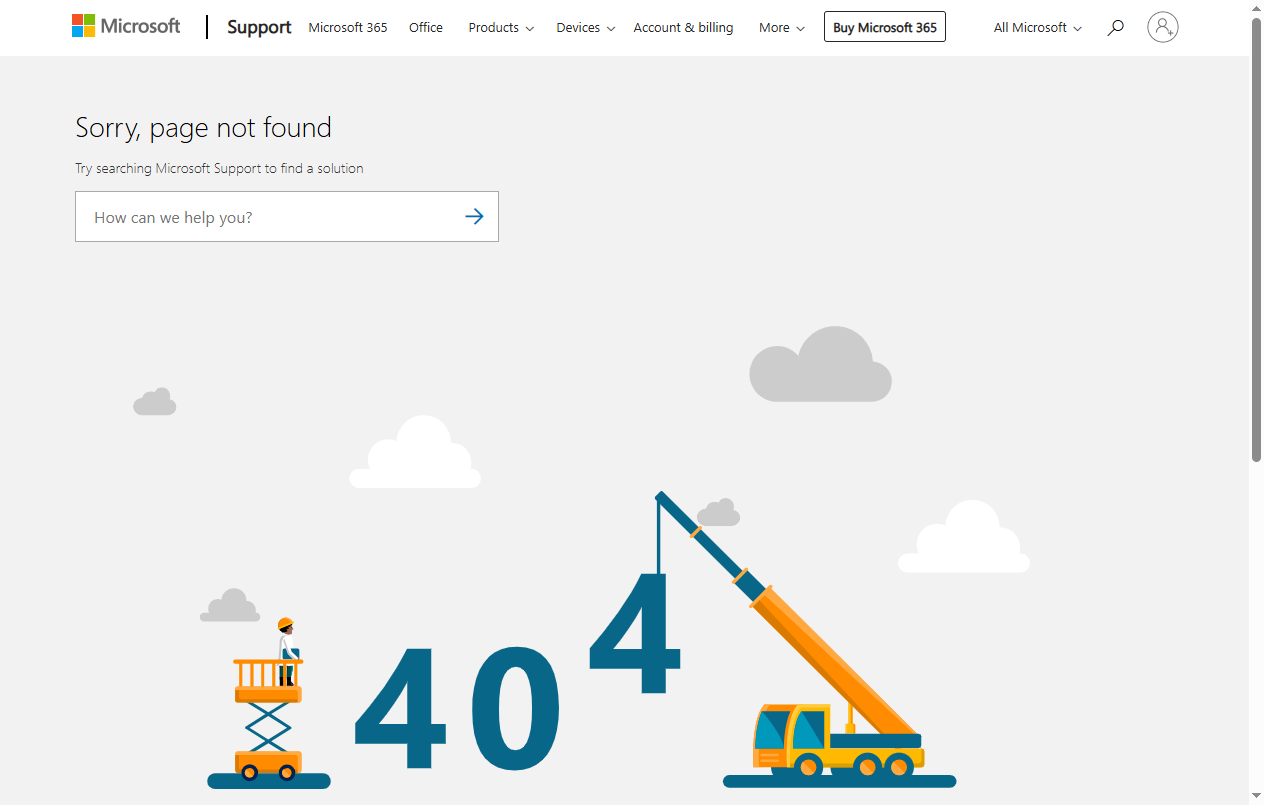 Microsoft | Support Microsoft 365 Office Products Devices Account & billing More Buy Microsoft 365 All Microsoft
Sorry, page not found
Try searching Microsoft Support to find a solution
How can we help you?
404